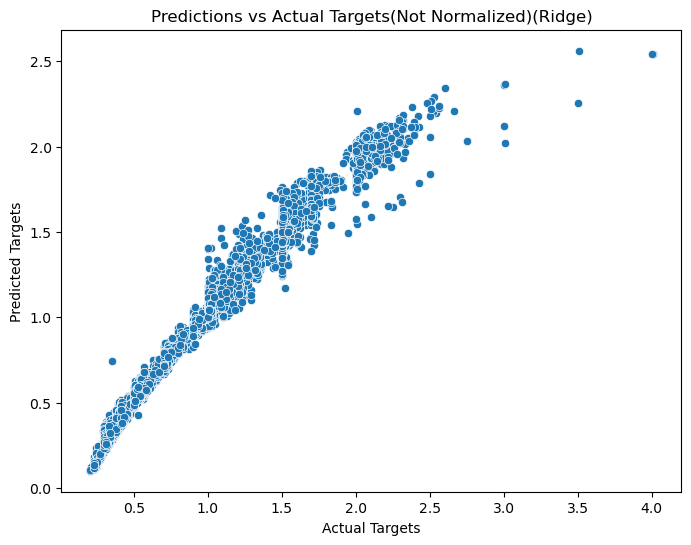 Predictions vs Actual Targets(Not Normalized)(Ridge)
2.5
2.0
1.5
1.0
0.5
0.0
Predicted Targets
0.5 1.0 1.5 2.0 2.5 3.0 3.5 4.0
Actual Targets